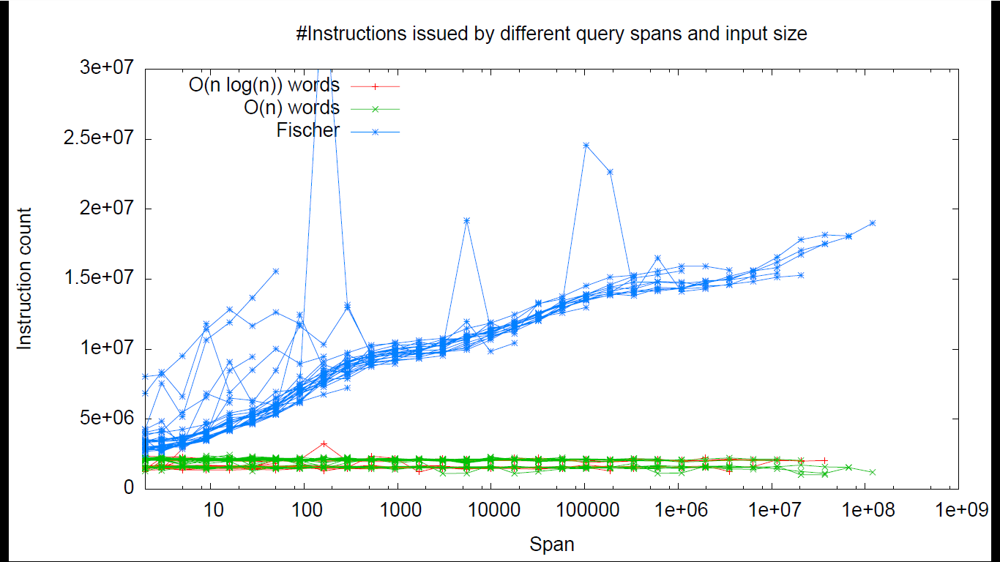 #Instructions issued by different query spans and input size
3e+07
2.5e+07
2e+07
1.5e+07
1e+07
5e+06
0
O(n log(n)) words
O(n) words
Fischer
Instruction count
10 100 1000 10000 100000 1e+06 1e+07 1e+08 1e+09
Span